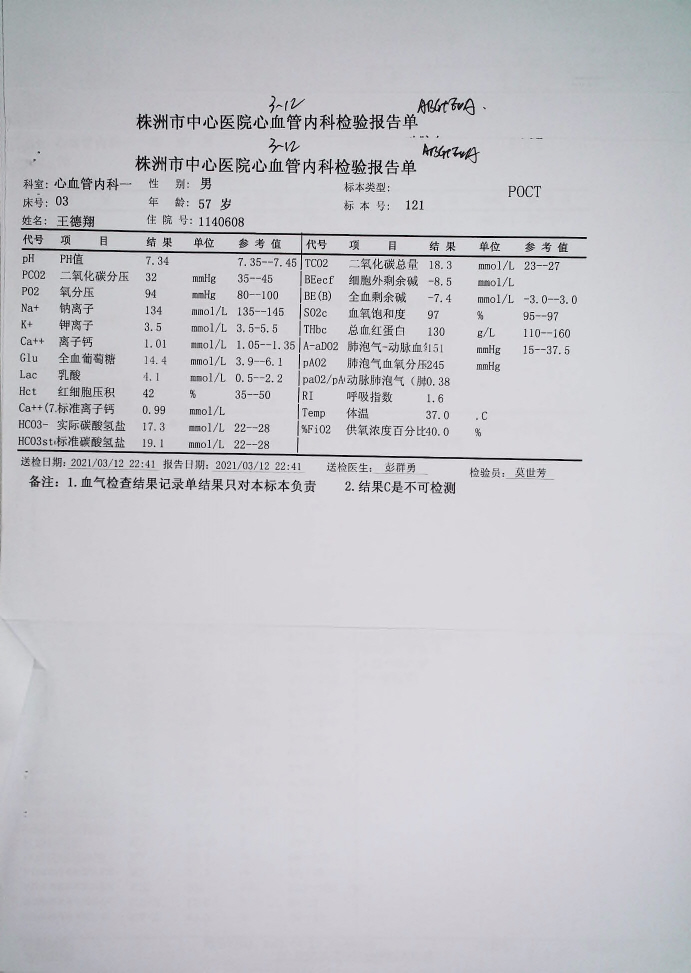 3-12
株洲市中心医院心血管内科检验报告单
3-12
株洲市中心医院心血管内科检验报告单
科室: 心血管内科一 性 别: 男 标本类型: POCT
床号: 03 年 龄: 57 岁 标 本 号: 121
姓名: 王德翔 住 院 号: 1140608
代号 项 目 结 果 单位 参 考 值 代号 项 目 结 果 单位 参 考 值
pH PH值 7.34 7.35--7.45 TCO2 二氧化碳总量 18.3 mmol/L 23--27
PCO2 二氧化碳分压 32 mmHg 35--45 BEecf 细胞外剩余碱 -8.5 mmol/L
PO2 氧分压 94 mmHg 80--100 BE(B) 全血剩余碱 -7.4 mmol/L -3.0--3.0
Na+ 钠离子 134 mmol/L 135--145 SO2c 血氧饱和度 97 % 95--97
K+ 钾离子 3.5 mmol/L 3.5-5.5 THbc 总血红蛋白 130 g/L 110--160
Ca++ 离子钙 1.01 mmol/L 1.05--1.35 A-aDO2 肺泡气-动脉血 151 mmHg 15--37.5
Glu 全血葡萄糖 14.4 mmol/L 3.9--6.1 pAO2 肺泡气血氧分压 245 mmHg
Lac 乳酸 4.1 mmol/L 0.5--2.2 paO2/pA 动脉肺泡气（肺 0.38
Hct 红细胞压积 42 % 35--50 RI 呼吸指数 1.6
Ca++(7. 标准离子钙 0.99 mmol/L Temp 体温 37.0 .C
HCO3- 实际碳酸氢盐 17.3 mmol/L 22--28 %FiO2 供氧浓度百分比 40.0 %
HCO3st 标准碳酸氢盐 19.1 mmol/L 22--28
送检日期: 2021/03/12 22:41 报告日期: 2021/03/12 22:41 送检医生: 彭群勇 检验员: 莫世芳
备注: 1.血气检查结果记录单结果只对本标本负责 2.结果C是不可检测